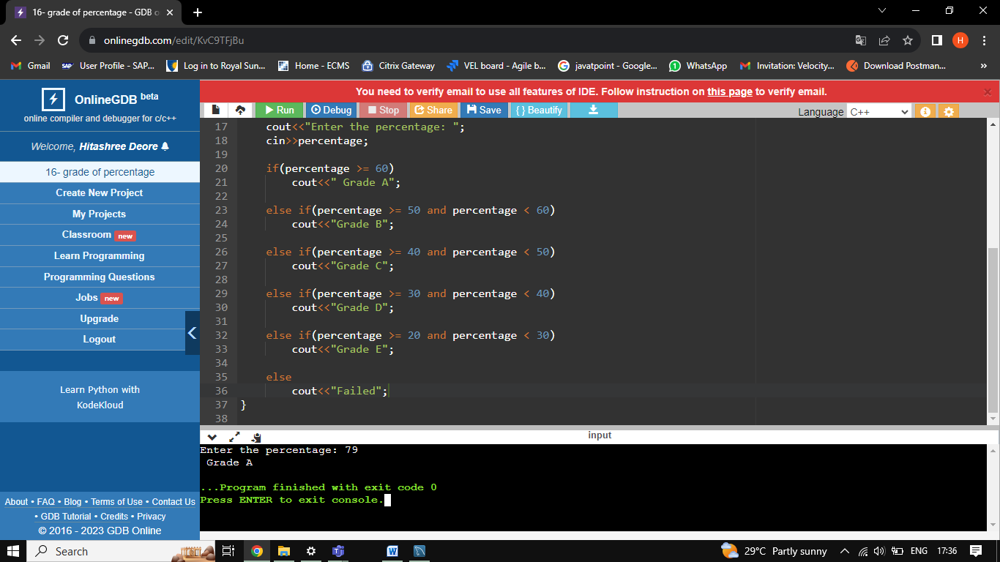 16- grade of percentage - GDB o
onlinegdb.com/edit/KvC9TFjBu
H
Gmail
SAP User Profile - SAP...
Log in to Royal Sun...
Home - ECMS
Citrix Gateway
VEL board - Agile b...
javatpoint - Google...
WhatsApp
Invitation: Velocity...
Download Postman...
»
OnlineGDB beta
online compiler and debugger for c/c++
Welcome, Hitashree Deore
16- grade of percentage
Create New Project
My Projects
Classroom new
Learn Programming
Programming Questions
Jobs new
Upgrade
Logout
Learn Python with
KodeKloud
About • FAQ • Blog • Terms of Use • Contact Us
• GDB Tutorial • Credits • Privacy
© 2016 - 2023 GDB Online
You need to verify email to use all features of IDE. Follow instruction on this page to verify email.
Run Debug Stop Share Save { } Beautify
Language C++
17 cout<<"Enter the percentage: ";
18 cin>>percentage;
19
20 if(percentage >= 60)
21 cout<<" Grade A";
22
23 else if(percentage >= 50 and percentage < 60)
24 cout<<"Grade B";
25
26 else if(percentage >= 40 and percentage < 50)
27 cout<<"Grade C";
28
29 else if(percentage >= 30 and percentage < 40)
30 cout<<"Grade D";
31
32 else if(percentage >= 20 and percentage < 30)
33 cout<<"Grade E";
34
35 else
36 cout<<"Failed";
37 }
38
input
Enter the percentage: 79
Grade A
...Program finished with exit code 0
Press ENTER to exit console.
Search
29°C Partly sunny
ENG
17:36